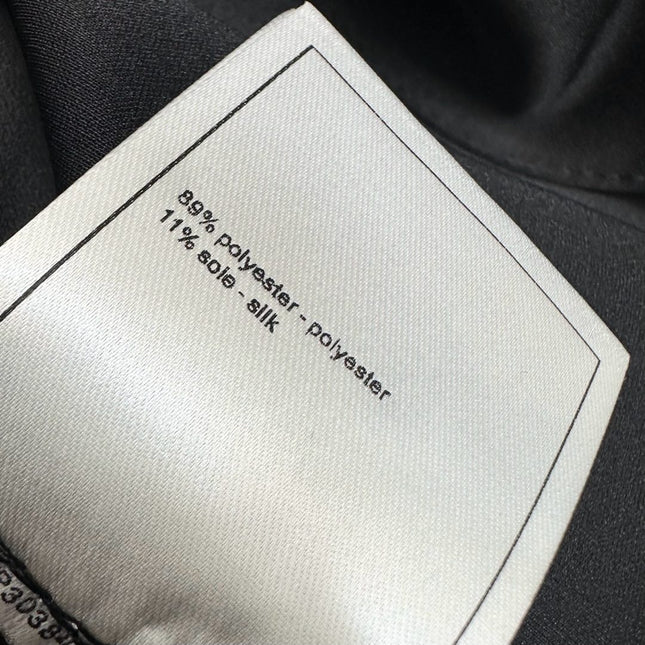 89% polyester - polyester
11% soie - silk